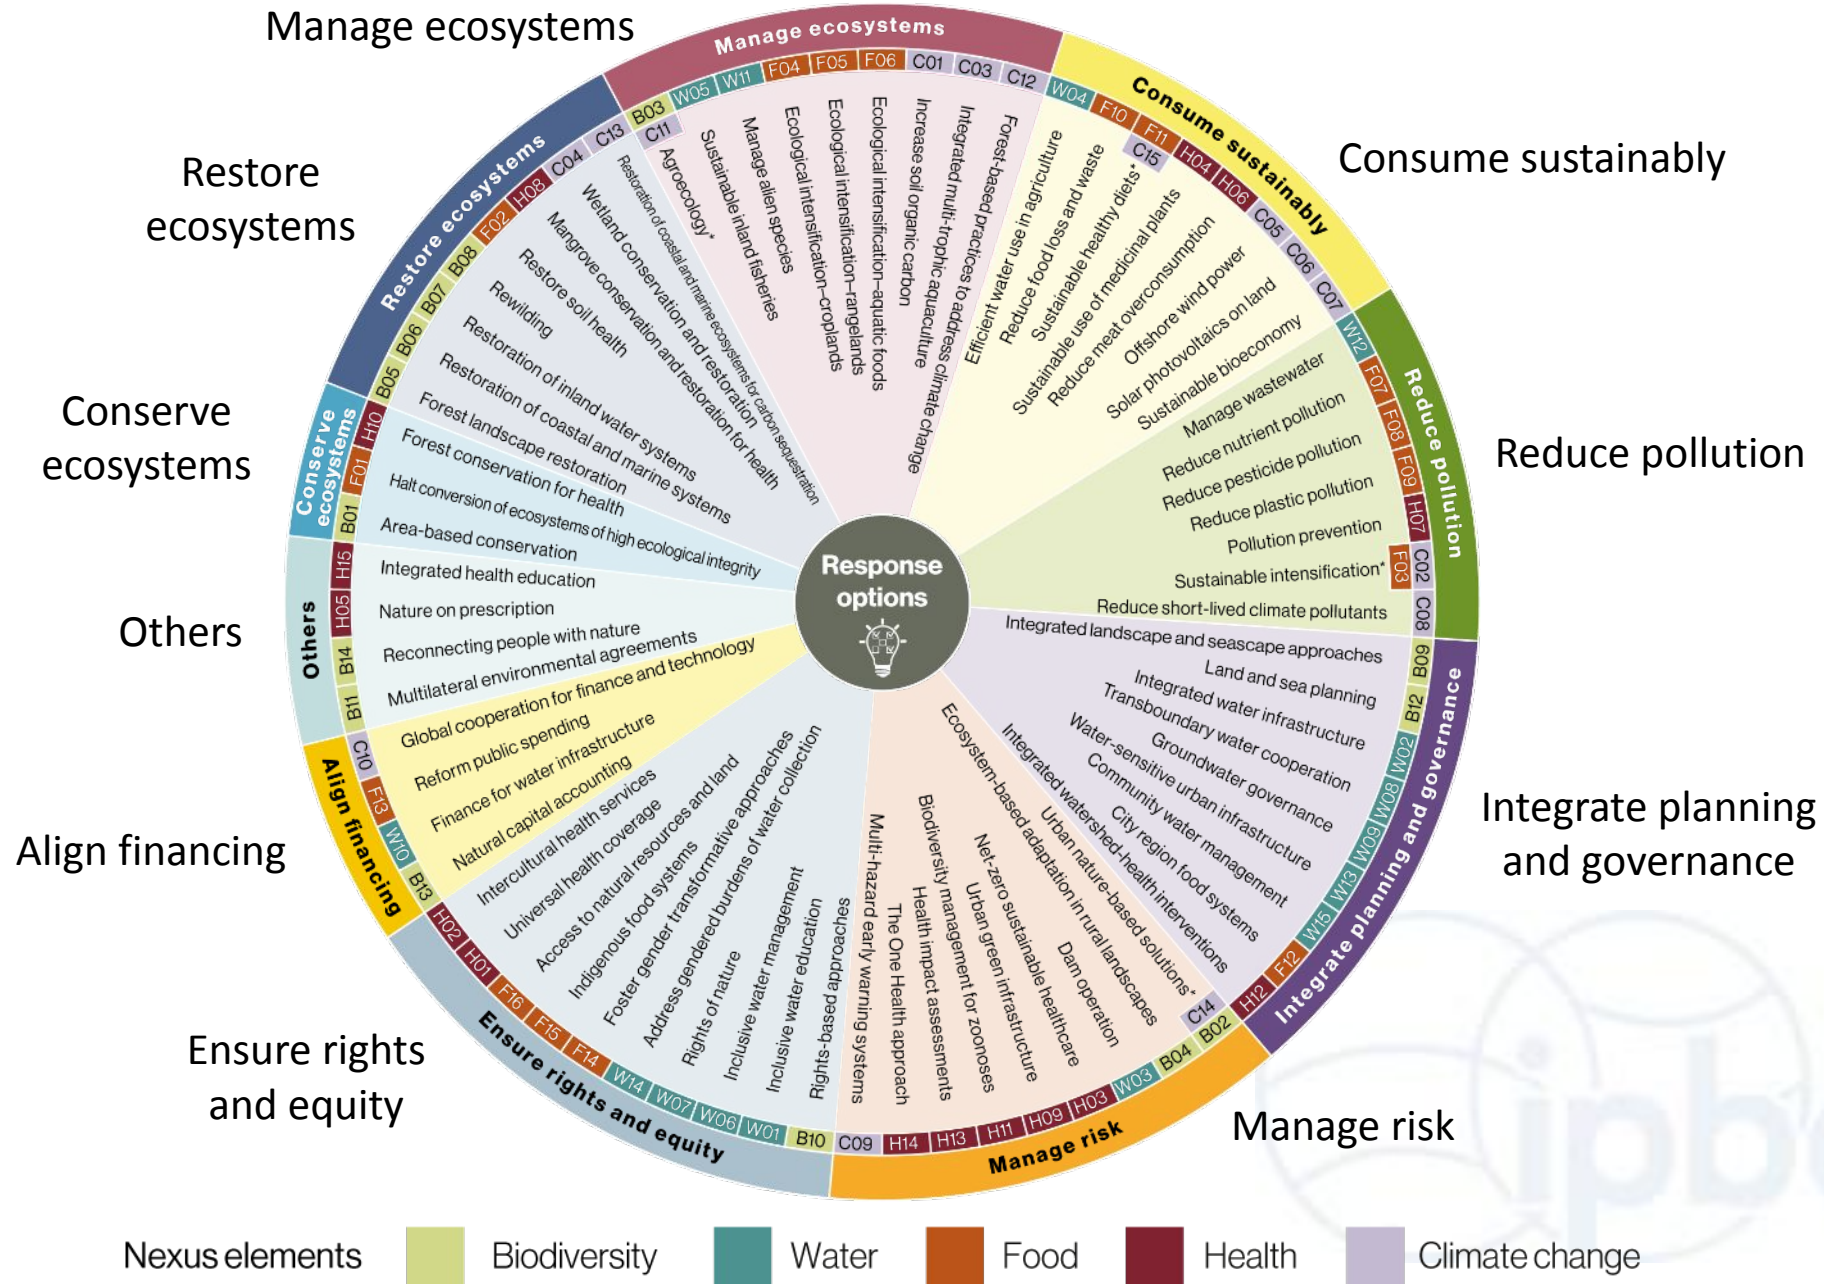 Manage ecosystems
Restore
ecosystems
Conserve
ecosystems
Others
Align financing
Ensure rights
and equity
Consume sustainably
Reduce pollution
Integrate planning
and governance
Manage risk
Manage ecosystems
B03
C11
W05
W11
F04
F05
F06
C01
C03
C12
Agroecology*
Sustainable inland fisheries
Manage alien species
Ecological intensification–croplands
Ecological intensification–rangelands
Ecological intensification–aquatic foods
Increase soil organic carbon
Integrated multi-trophic aquaculture
Forest-based practices to address climate change
Consume sustainably
W04
F10
F11
C15
H04
H06
C05
C06
C07
Efficient water use in agriculture
Reduce food loss and waste
Sustainable healthy diets*
Sustainable use of medicinal plants
Reduce meat overconsumption
Offshore wind power
Solar photovoltaics on land
Sustainable bioeconomy
Reduce pollution
W12
F07
F08
F09
H07
F03
C02
C08
Manage wastewater
Reduce nutrient pollution
Reduce pesticide pollution
Reduce plastic pollution
Pollution prevention
Sustainable intensification*
Reduce short-lived climate pollutants
Integrate planning and governance
B09
B12
W02
W08
W09
W13
W15
F12
H12
Integrated landscape and seascape approaches
Land and sea planning
Integrated water infrastructure
Transboundary water cooperation
Groundwater governance
Water-sensitive urban infrastructure
Community water management
City region food systems
Integrated watershed-health interventions
Manage risk
C14
B02
B04
W03
H03
H09
H11
H13
H14
C09
Urban nature-based solutions*
Ecosystem-based adaptation in rural landscapes
Dam operation
Net-zero sustainable healthcare
Urban green infrastructure
Biodiversity management for zoonoses
Health impact assessments
The One Health approach
Multi-hazard early warning systems
Ensure rights and equity
B10
W01
W06
W07
W14
F14
F15
F16
H01
H02
Rights-based approaches
Inclusive water education
Inclusive water management
Rights of nature
Address gendered burdens of water collection
Foster gender transformative approaches
Indigenous food systems
Access to natural resources and land
Universal health coverage
Intercultural health services
Align financing
B13
W10
F13
C10
Natural capital accounting
Finance for water infrastructure
Reform public spending
Global cooperation for finance and technology
Others
B11
B14
H05
H15
Multilateral environmental agreements
Reconnecting people with nature
Nature on prescription
Integrated health education
Conserve
ecosystems
B01
F01
H10
Area-based conservation
Halt conversion of ecosystems of high ecological integrity
Forest conservation for health
Restore ecosystems
B05
B06
B07
B08
F02
H08
C04
C13
Forest landscape restoration
Restoration of coastal and marine systems
Restoration of inland water systems
Rewilding
Restore soil health
Mangrove conservation and restoration for health
Wetland conservation and restoration
Restoration of coastal and marine ecosystems for carbon sequestration
Response
options
Nexus elements
Biodiversity
Water
Food
Health
Climate change